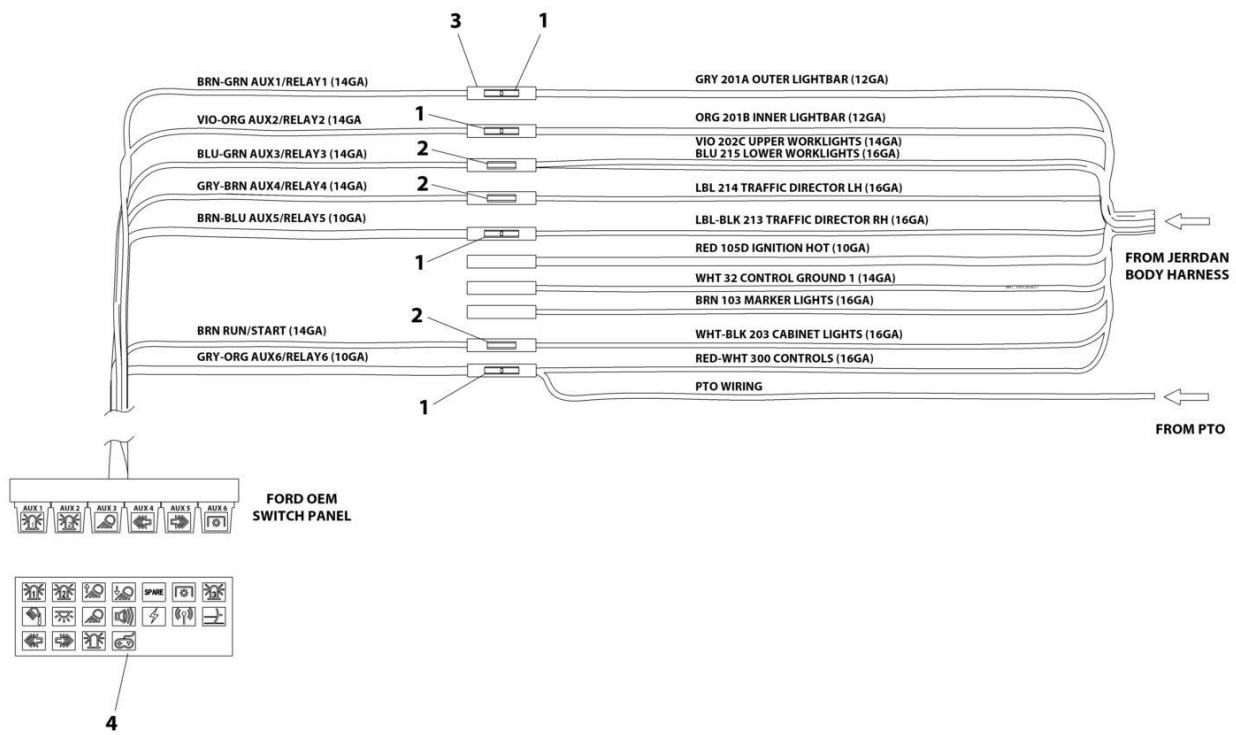 3 1
BRN-GRN AUX1/RELAY1 (14GA)
GRY 201A OUTER LIGHTBAR (12GA)
VIO-ORG AUX2/RELAY2 (14GA
1
ORG 201B INNER LIGHTBAR (12GA)
VIO 202C UPPER WORKLIGHTS (14GA)
BLU-GRN AUX3/RELAY3 (14GA)
2
BLU 215 LOWER WORKLIGHTS (16GA)
GRY-BRN AUX4/RELAY4 (14GA)
2
LBL 214 TRAFFIC DIRECTOR LH (16GA)
BRN-BLU AUX5/RELAY5 (10GA)
LBL-BLK 213 TRAFFIC DIRECTOR RH (16GA)
1
RED 105D IGNITION HOT (10GA)
FROM JERRDAN
BODY HARNESS
WHT 32 CONTROL GROUND 1 (14GA)
BRN 103 MARKER LIGHTS (16GA)
2
BRN RUN/START (14GA)
WHT-BLK 203 CABINET LIGHTS (16GA)
GRY-ORG AUX6/RELAY6 (10GA)
RED-WHT 300 CONTROLS (16GA)
1
PTO WIRING
FROM PTO
FORD OEM
SWITCH PANEL
AUX 1 AUX 2 AUX 3 AUX 4 AUX 5 AUX 6
1 2
1 2 SPARE 3
4